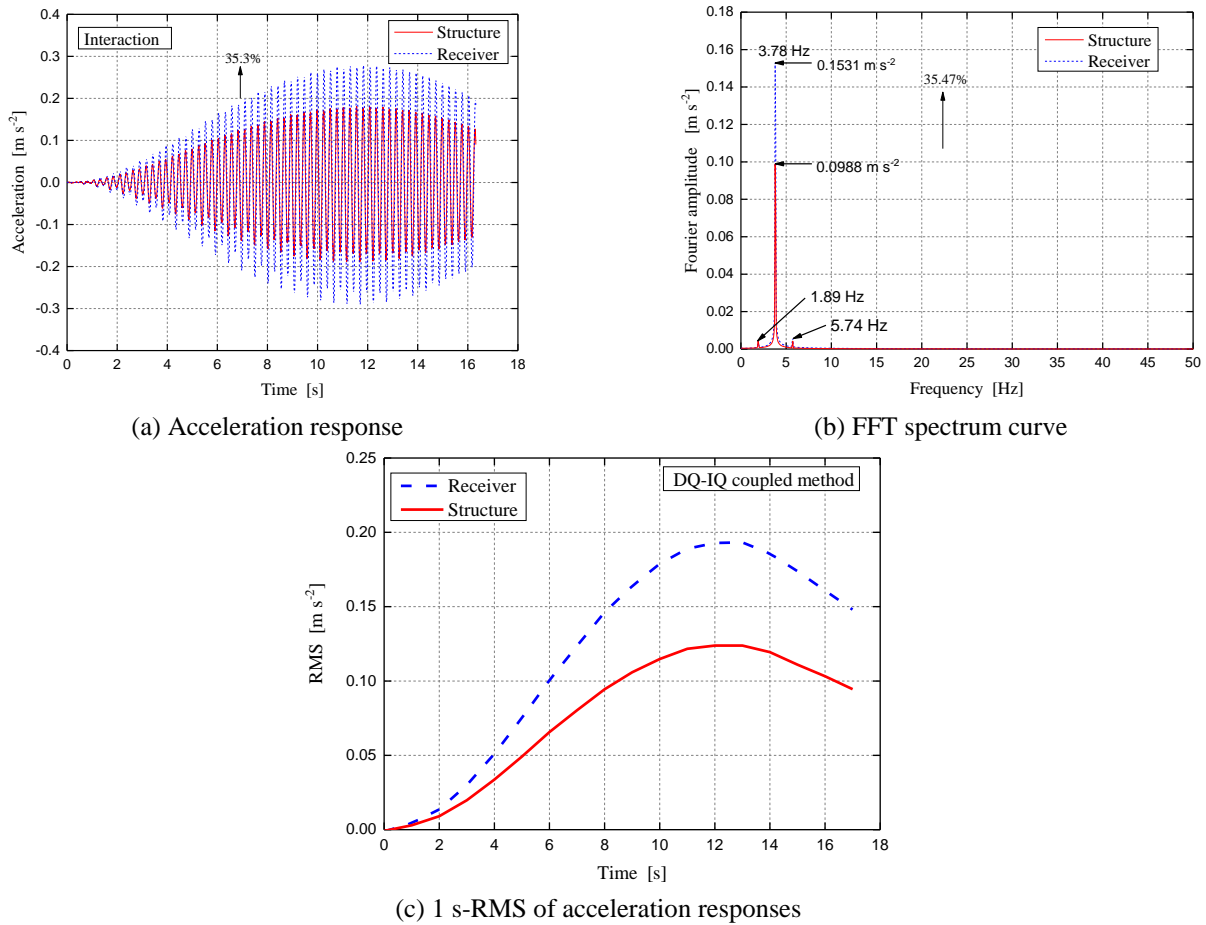 0.4
0.3
0.2
0.1
0.0
-0.1
-0.2
-0.3
-0.4
Acceleration [m s-2]
Interaction
35.3%
Structure
Receiver
0 2 4 6 8 10 12 14 16 18
Time [s]
(a) Acceleration response
0.18
0.16
0.14
0.12
0.10
0.08
0.06
0.04
0.02
0.00
Fourier amplitude [m s-2]
3.78 Hz
0.1531 m s-2
35.47%
0.0988 m s-2
1.89 Hz
5.74 Hz
Structure
Receiver
0 5 10 15 20 25 30 35 40 45 50
Frequency [Hz]
(b) FFT spectrum curve
0.25
0.20
0.15
0.10
0.05
0.00
RMS [m s-2]
Receiver
Structure
DQ-IQ coupled method
0 2 4 6 8 10 12 14 16 18
Time [s]
(c) 1 s-RMS of acceleration responses